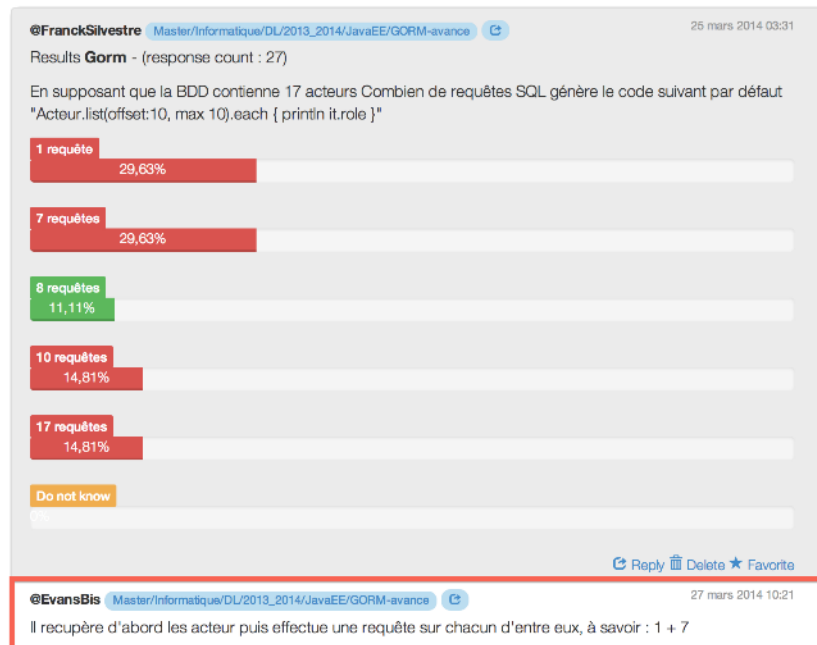 @FranckSilvestre Master/Informatique/DL/2013_2014/JavaEE/GORM-avance 25 mars 2014 03:31
Results Gorm - (response count : 27)
En supposant que la BDD contienne 17 acteurs Combien de requêtes SQL génère le code suivant par défaut
"Acteur.list(offset:10, max 10).each { println it.role }"
1 requête
29,63%
7 requêtes
29,63%
8 requêtes
11,11%
10 requêtes
14,81%
17 requêtes
14,81%
Do not know
0%
Reply Delete Favorite
@EvansBis Master/Informatique/DL/2013_2014/JavaEE/GORM-avance 27 mars 2014 10:21
Il recupère d'abord les acteur puis effectue une requête sur chacun d'entre eux, à savoir : 1 + 7